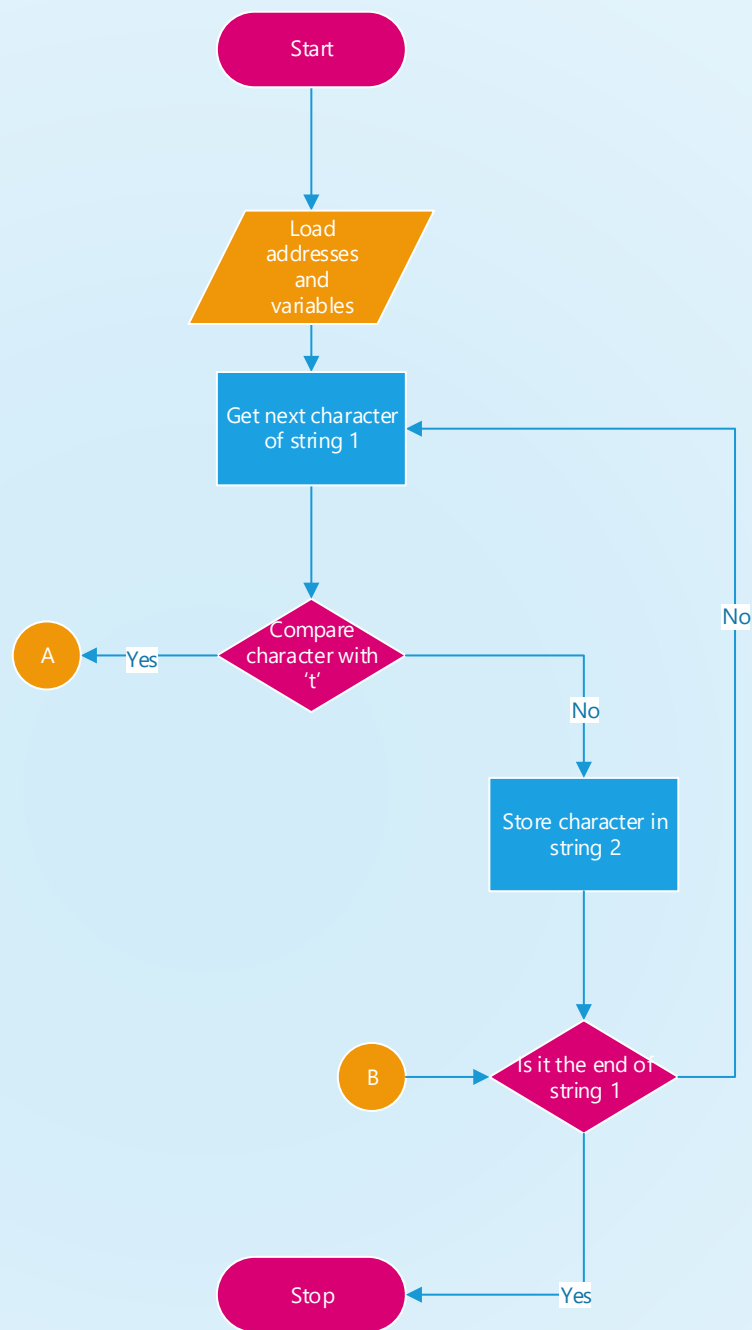 Start
Load
addresses
and
variables
Get next character
of string 1
No
Compare
character with
‘t’
A
Yes
No
Store character in
string 2
B
Is it the end of
string 1
Yes
Stop